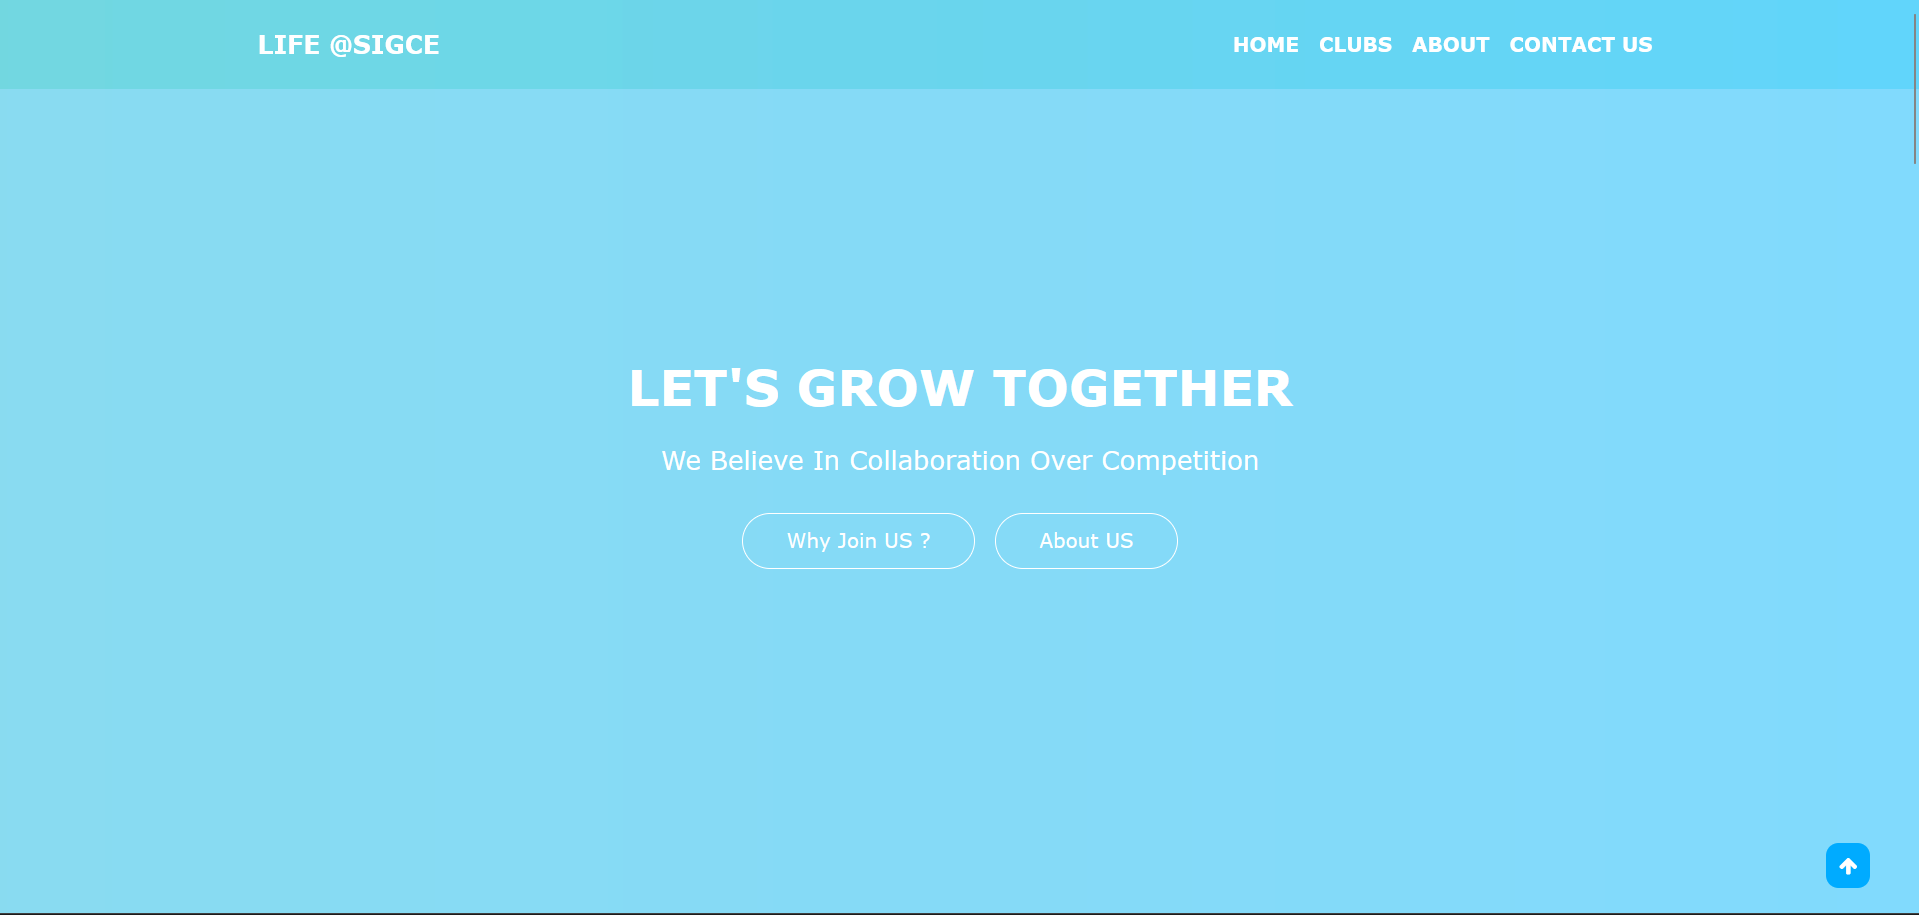 LIFE @SIGCE
HOME CLUBS ABOUT CONTACT US
LET'S GROW TOGETHER
We Believe In Collaboration Over Competition
Why Join US ?
About US